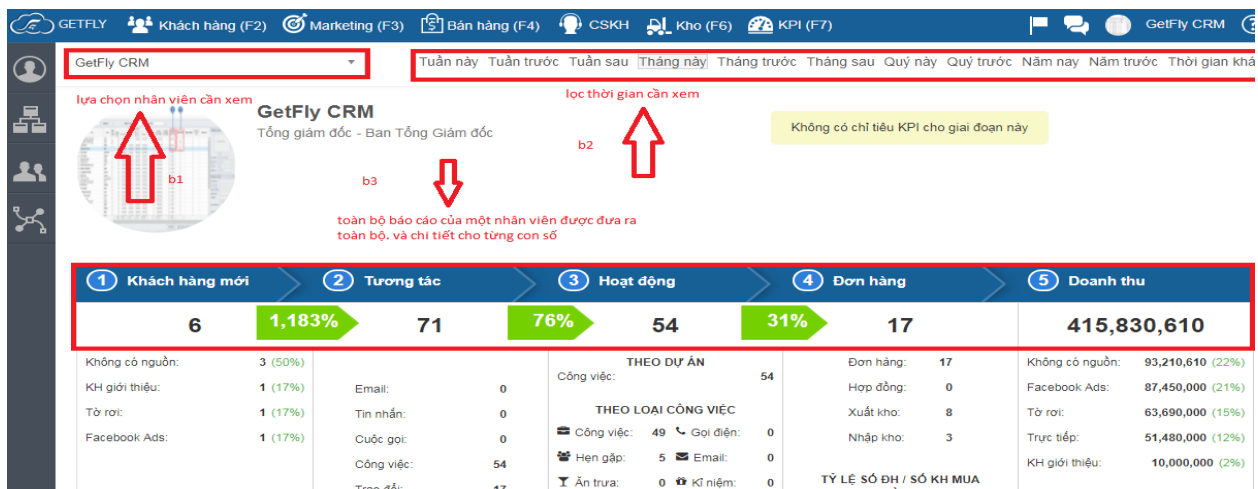 GETFLY Khách hàng (F2) Marketing (F3) Bán hàng (F4) CSKH Kho (F6) KPI (F7) GetFly CRM
GetFly CRM Tuần này Tuần trước Tuần sau Tháng này Tháng trước Tháng sau Quý này Quý trước Năm nay Năm trước Thời gian khá
lựa chọn nhân viên cần xem
lọc thời gian cần xem
GetFly CRM
Tổng giám đốc - Ban Tổng Giám đốc
Không có chỉ tiêu KPI cho giai đoạn này
b2
b1
b3
toàn bộ báo cáo của một nhân viên được đưa ra
toàn bộ. và chi tiết cho từng con số
1 Khách hàng mới 2 Tương tác 3 Hoạt động 4 Đơn hàng 5 Doanh thu
6 1,183% 71 76% 54 31% 17 415,830,610
Không có nguồn: 3 (50%)
KH giới thiệu: 1 (17%)
Tờ rơi: 1 (17%)
Facebook Ads: 1 (17%)
Email: 0
Tin nhắn: 0
Cuộc gọi: 0
Công việc: 54
Trao đổi: 17
THEO DỰ ÁN
Công việc: 54
THEO LOẠI CÔNG VIỆC
Công việc: 49 Gọi điện: 0
Hẹn gặp: 5 Email: 0
Ăn trưa: 0 Kỉ niệm: 0
Đơn hàng: 17
Hợp đồng: 0
Xuất kho: 8
Nhập kho: 3
TỶ LỆ SỐ ĐH / SỐ KH MUA
Không có nguồn: 93,210,610 (22%)
Facebook Ads: 87,450,000 (21%)
Tờ rơi: 63,690,000 (15%)
Trực tiếp: 51,480,000 (12%)
KH giới thiệu: 10,000,000 (2%)